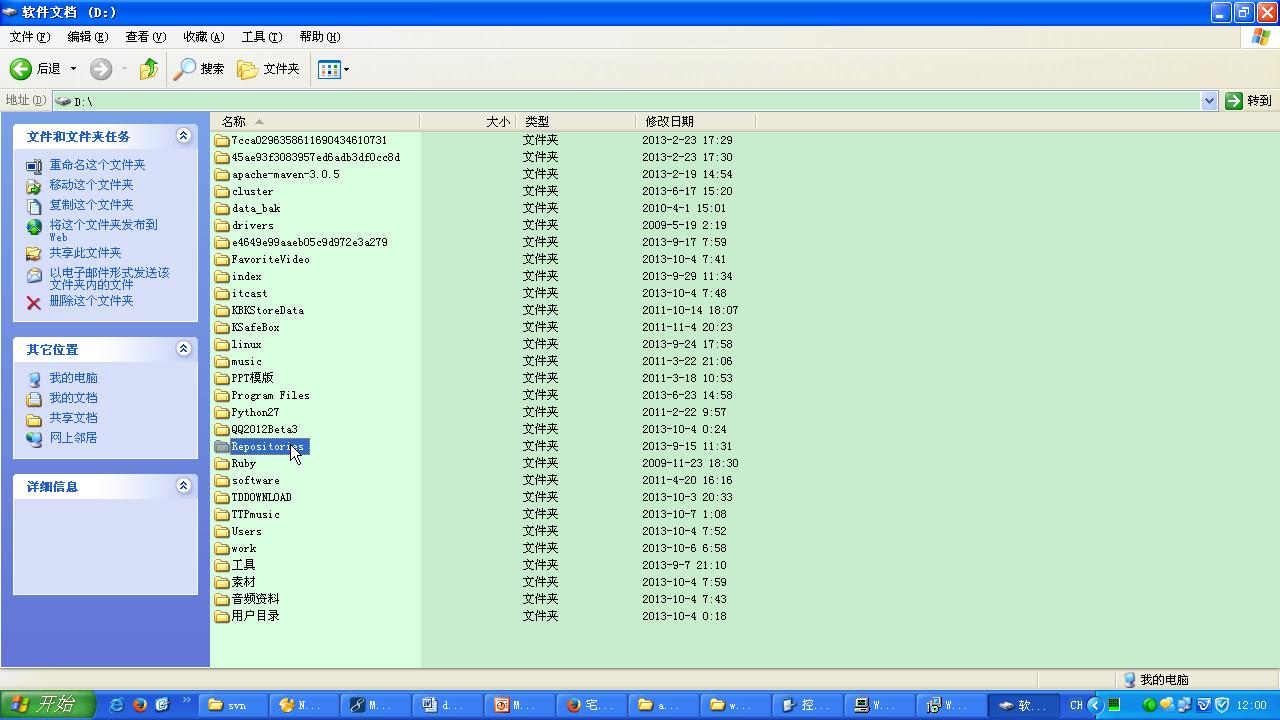 软件文档 (D:)
文件(F) 编辑(E) 查看(V) 收藏(A) 工具(T) 帮助(H)
后退 搜索 文件夹
地址(D) D:\ 转到
文件和文件夹任务
重命名这个文件夹
移动这个文件夹
复制这个文件夹
将这个文件夹发布到
Web
共享此文件夹
以电子邮件形式发送该
文件夹内的文件
删除这个文件夹
其它位置
我的电脑
我的文档
共享文档
网上邻居
详细信息
名称 大小 类型 修改日期
7cca0296358611690434610731 文件夹 2013-2-23 17:29
45ae93f3083957ed6adb3df0cc8d 文件夹 2013-2-23 17:30
apache-maven-3.0.5 文件夹 2013-2-19 14:54
cluster 文件夹 2013-6-17 15:20
data_bak 文件夹 2010-4-1 15:01
drivers 文件夹 2009-5-19 2:19
e4649e99aaeb05c9d972e3a279 文件夹 2013-9-17 7:59
FavoriteVideo 文件夹 2013-10-4 7:41
index 文件夹 2013-9-29 11:34
itcast 文件夹 2013-10-4 7:48
KBKStoreData 文件夹 2011-10-14 18:07
KSafeBox 文件夹 2011-11-4 20:23
linux 文件夹 2013-9-24 17:58
music 文件夹 2011-3-22 21:06
PPT模版 文件夹 2011-3-18 10:53
Program Files 文件夹 2013-6-23 14:58
Python27 文件夹 2011-2-22 9:57
QQ2012Beta3 文件夹 2013-10-4 0:24
Repositories 文件夹 2013-9-15 11:31
Ruby 文件夹 2009-11-23 18:30
software 文件夹 2011-4-20 16:16
TDDOWNLOAD 文件夹 2013-10-3 20:33
TTPmusic 文件夹 2013-10-7 1:08
Users 文件夹 2013-10-4 7:52
work 文件夹 2013-10-6 6:58
工具 文件夹 2013-9-7 21:10
素材 文件夹 2013-10-4 7:59
音频资料 文件夹 2013-10-4 7:43
用户目录 文件夹 2013-10-4 0:18
我的电脑
开始 svn N... M... d... M... 宅... a... w... 控... W... W... 软... CH 12:00